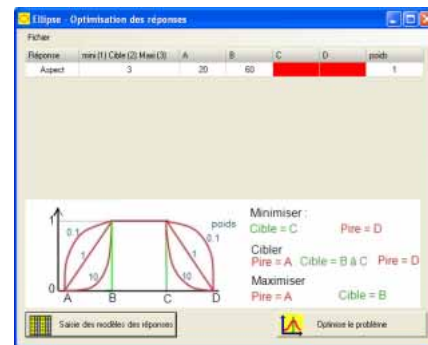 Ellipse - Optimisation des réponses
Fichier
Réponse mini (1) Cible (2) Maxi (3) A B C D poids
Aspect 3 20 60 1
1 0.1 1 10 poids 0.1 1 10
0 A B C D
Minimiser :
Cible = C Pire = D
Cibler
Pire = A Cible = B à C Pire = D
Maximiser
Pire = A Cible = B
Saisie des modèles des réponses Optimise le problème